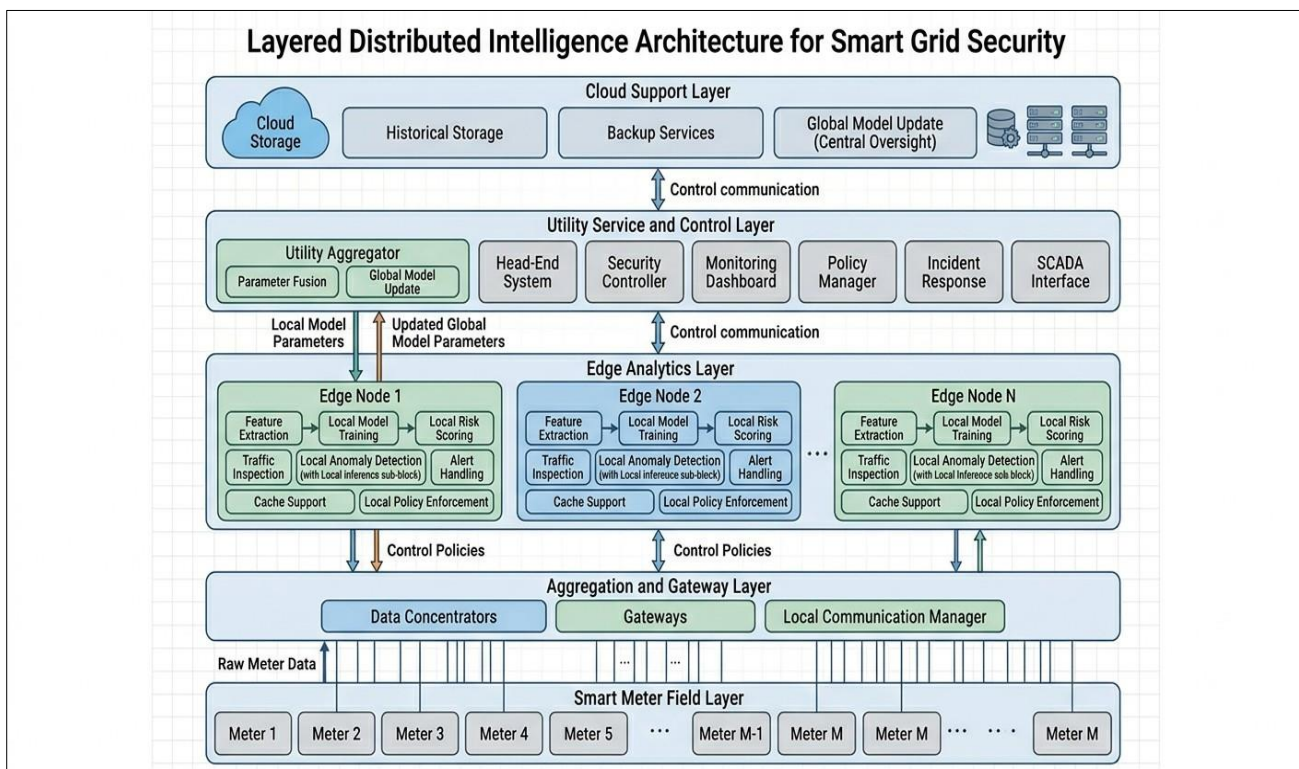 Layered Distributed Intelligence Architecture for Smart Grid Security
Cloud Support Layer
Cloud
Storage
Historical Storage
Backup Services
Global Model Update
(Central Oversight)
Control communication
Utility Service and Control Layer
Utility Aggregator
Parameter Fusion
Global Model
Update
Head-End
System
Security
Controller
Monitoring
Dashboard
Policy
Manager
Incident
Response
SCADA
Interface
Local Model
Parameters
Updated Global
Model Parameters
Control communication
Edge Analytics Layer
Edge Node 1
Feature
Extraction
Local Model
Training
Local Risk
Scoring
Traffic
Inspection
Local Anomaly Detection
(with Local inference sub-block)
Alert
Handling
Cache Support
Local Policy Enforcement
Edge Node 2
Feature
Extraction
Local Model
Training
Local Risk
Scoring
Traffic
Inspection
Local Anomaly Detection
(with Local
Alert
Handling
Cache Support
Local Policy Enforcement
...
Edge Node N
Feature
Extraction
Local Model
Training
Local Risk
Scoring
Traffic
Inspection
Local Anomaly Detection
(with Local
Alert
Handling
Cache Support
Local Policy Enforcement
Control Policies
Control Policies
Aggregation and Gateway Layer
Data Concentrators
Gateways
Local Communication Manager
Raw Meter Data
... ...
Smart Meter Field Layer
Meter 1
Meter 2
Meter 3
Meter 4
Meter 5
...
Meter M-1
Meter M
Meter M
... .. .
Meter M